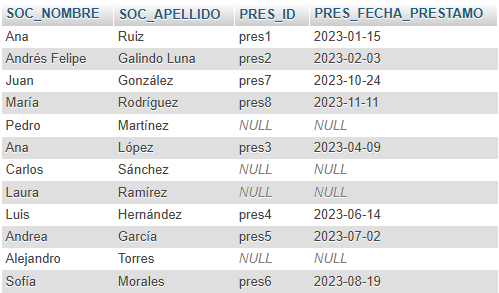 SOC_NOMBRE SOC_APELLIDO PRES_ID PRES_FECHA_PRESTAMO
Ana Ruiz pres1 2023-01-15
Andrés Felipe Galindo Luna pres2 2023-02-03
Juan González pres7 2023-10-24
María Rodríguez pres8 2023-11-11
Pedro Martínez NULL NULL
Ana López pres3 2023-04-09
Carlos Sánchez NULL NULL
Laura Ramírez NULL NULL
Luis Hernández pres4 2023-06-14
Andrea García pres5 2023-07-02
Alejandro Torres NULL NULL
Sofía Morales pres6 2023-08-19